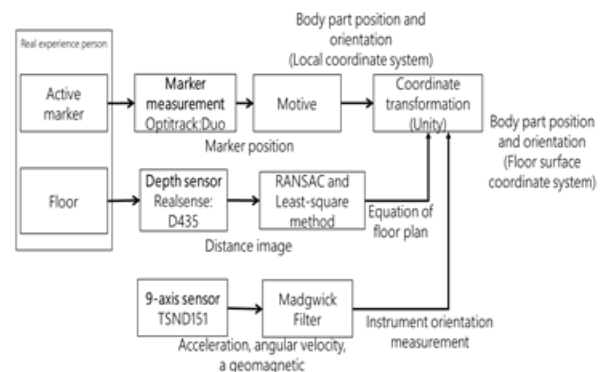 Real experience person
Active
marker
Marker
measurement
Optitrack:Duo
Motive
Body part position and
orientation
(Local coordinate system)
Coordinate
transformation
(Unity)
Marker position
Body part position
and orientation
(Floor surface
coordinate system)
Floor
Depth sensor
Realsense:
D435
RANSAC and
Least-square
method
Equation of
floor plan
Distance image
9-axis sensor
TSND151
Madgwick
Filter
Instrument orientation
measurement
Acceleration, angular velocity,
a geomagnetic